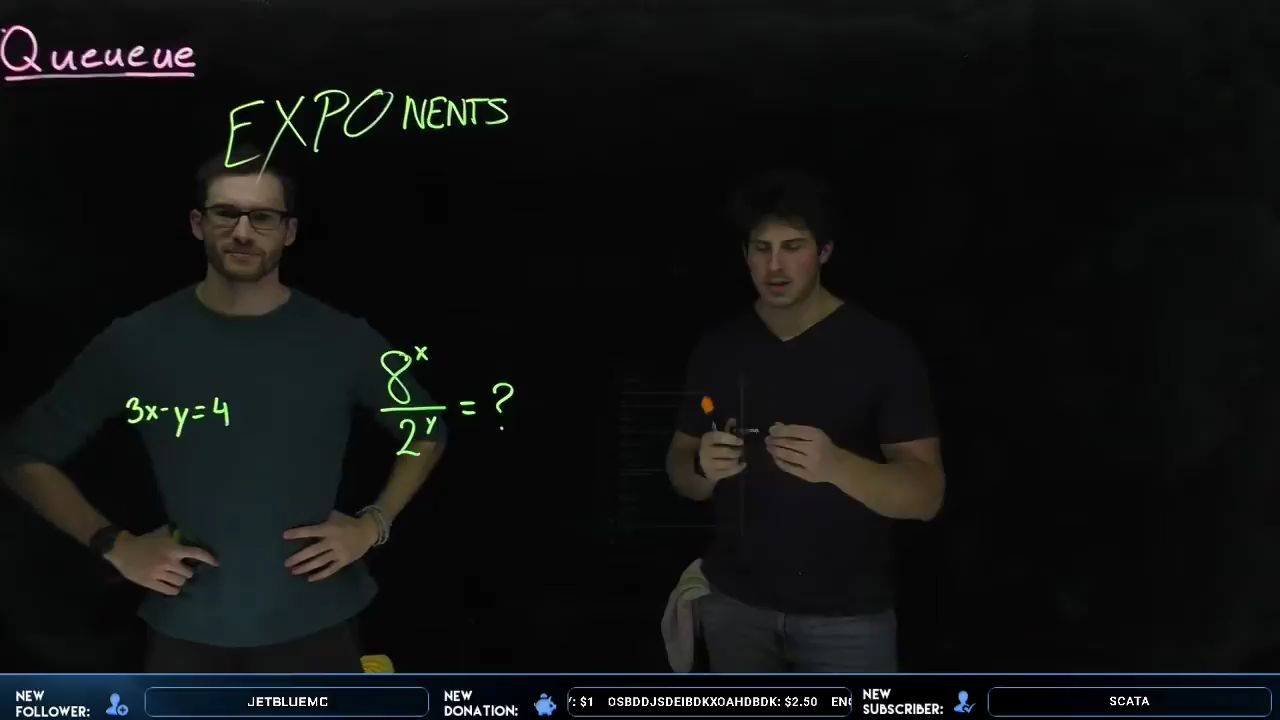 Queueue
EXPONENTS
3x-y=4
8^x / 2^y = ?
NEW FOLLOWER:
JETBLUEMC
NEW DONATION:
: $1 OSBDDJSDEIBDKXOAHDBDK: $2.50
NEW SUBSCRIBER:
SCATA